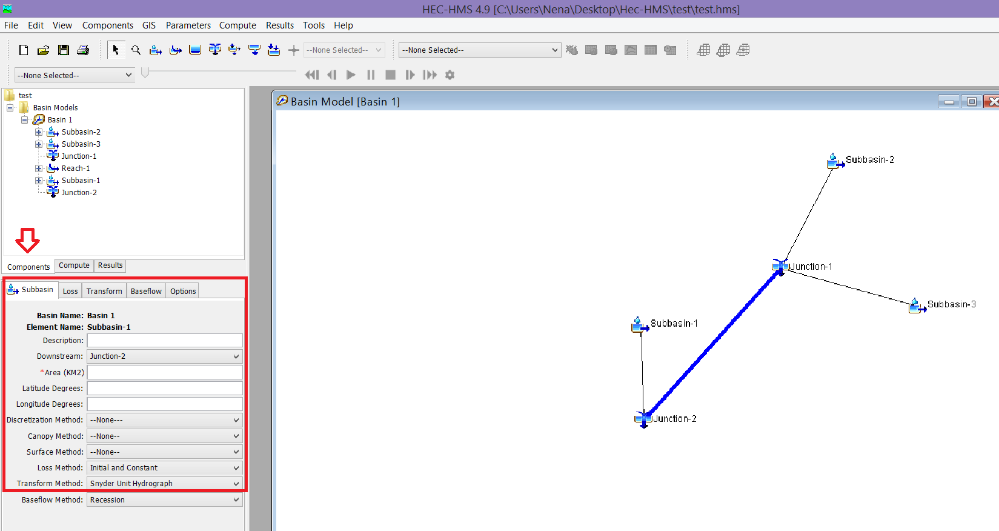 HEC-HMS 4.9 [C:\Users\Nena\Desktop\Hec-HMS\test\test.hms]
File Edit View Components GIS Parameters Compute Results Tools Help
--None Selected-- --None Selected--
--None Selected--
test
Basin Models
Basin 1
Subbasin-2
Subbasin-3
Junction-1
Reach-1
Subbasin-1
Junction-2
Components Compute Results
Subbasin Loss Transform Baseflow Options
Basin Name: Basin 1
Element Name: Subbasin-1
Description:
Downstream: Junction-2
*Area (KM2)
Latitude Degrees:
Longitude Degrees:
Discretization Method: --None---
Canopy Method: --None--
Surface Method: --None--
Loss Method: Initial and Constant
Transform Method: Snyder Unit Hydrograph
Baseflow Method: Recession
Basin Model [Basin 1]
Subbasin-2
Junction-1
Subbasin-3
Subbasin-1
Junction-2